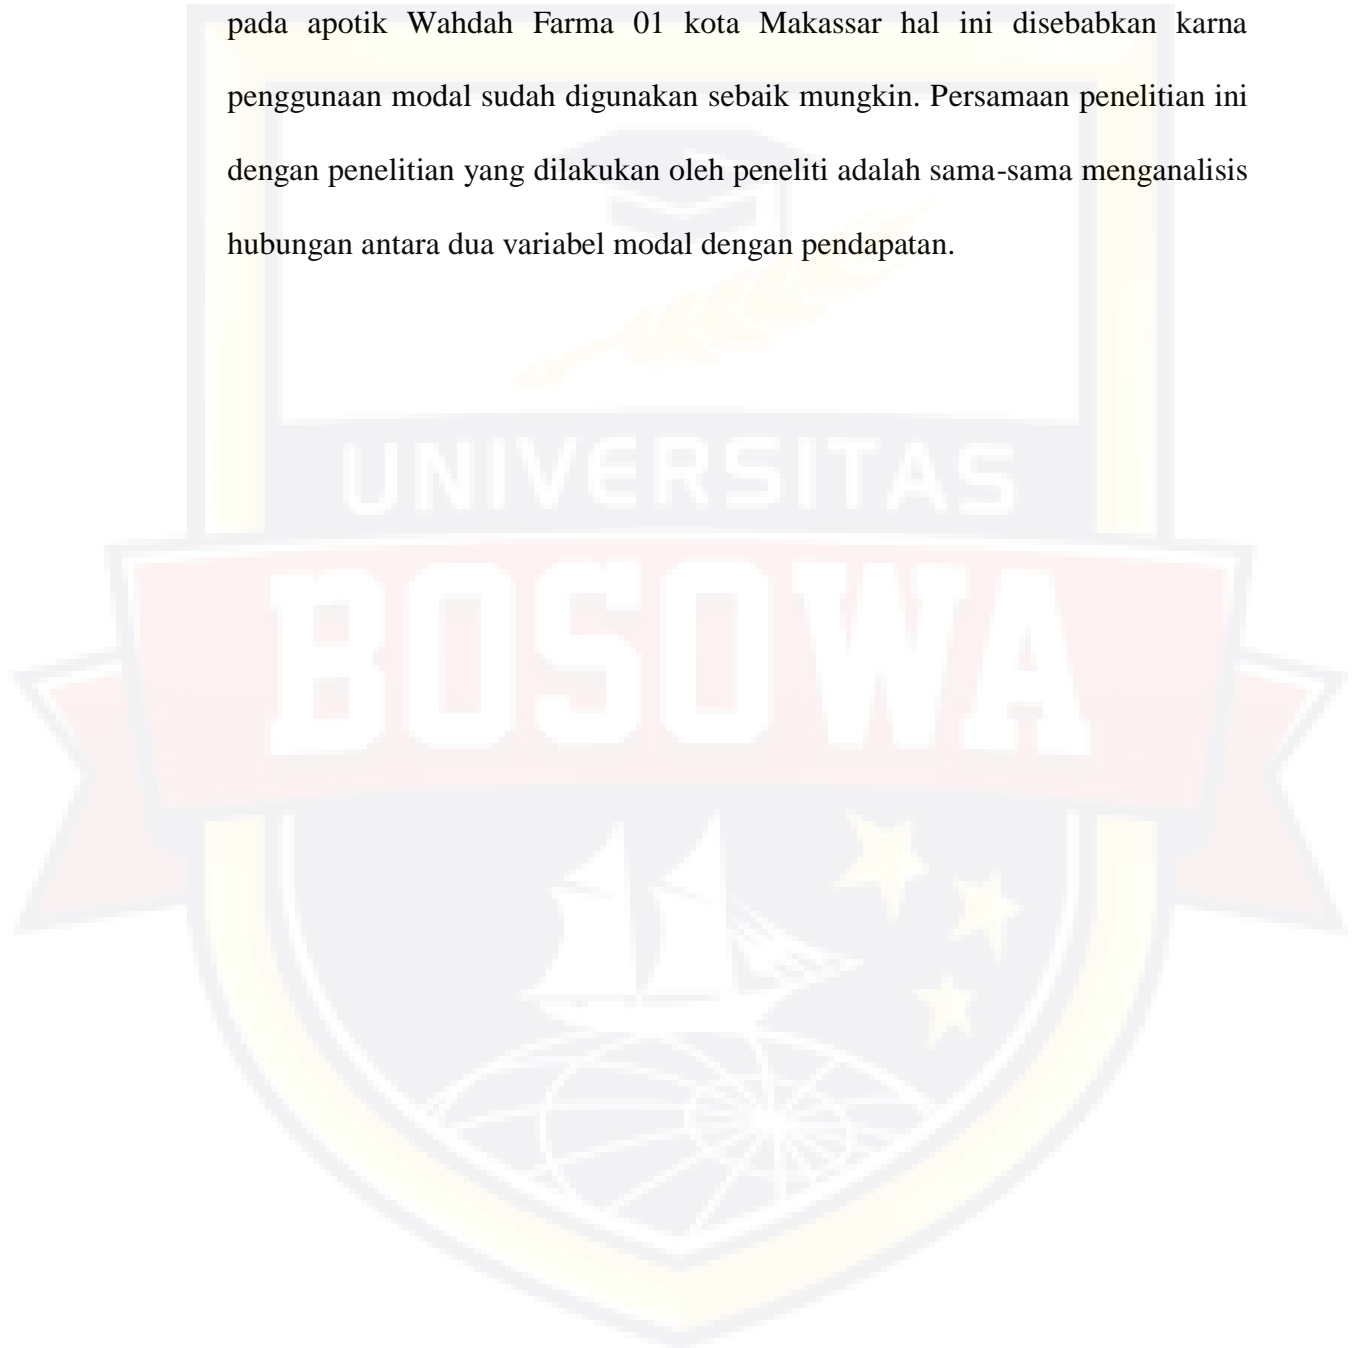 pada apotik Wahdah Farma 01 kota Makassar hal ini disebabkan karna
penggunaan modal sudah digunakan sebaik mungkin. Persamaan penelitian ini
dengan penelitian yang dilakukan oleh peneliti adalah sama-sama menganalisis
hubungan antara dua variabel modal dengan pendapatan.
UNIVERSITAS
BOSOWA